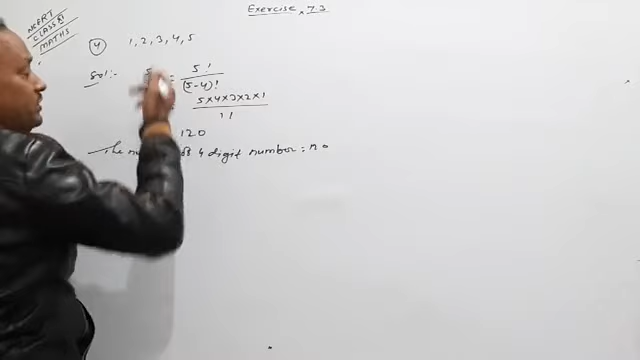 Exercise 7.3
NCERT
CLASS XI
MATHS
4 1, 2, 3, 4, 5
Sol:- 5 = 5! / (5-4)!
5×4×3×2×1 / 1!
120
The 4 digit number = no